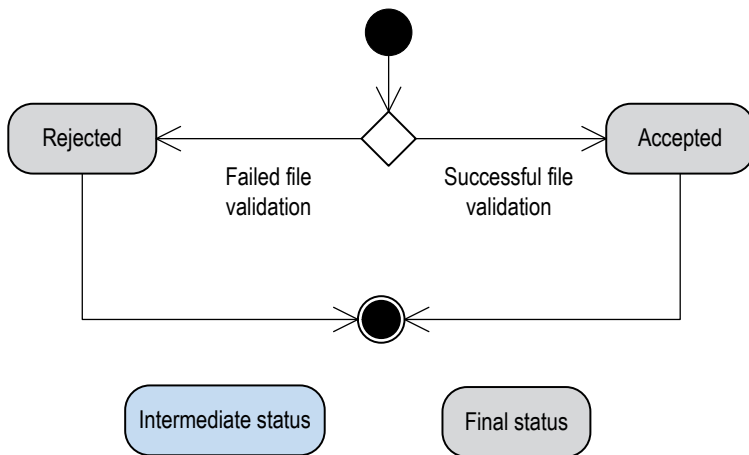 Rejected
Accepted
Failed file
validation
Successful file
validation
Intermediate status
Final status